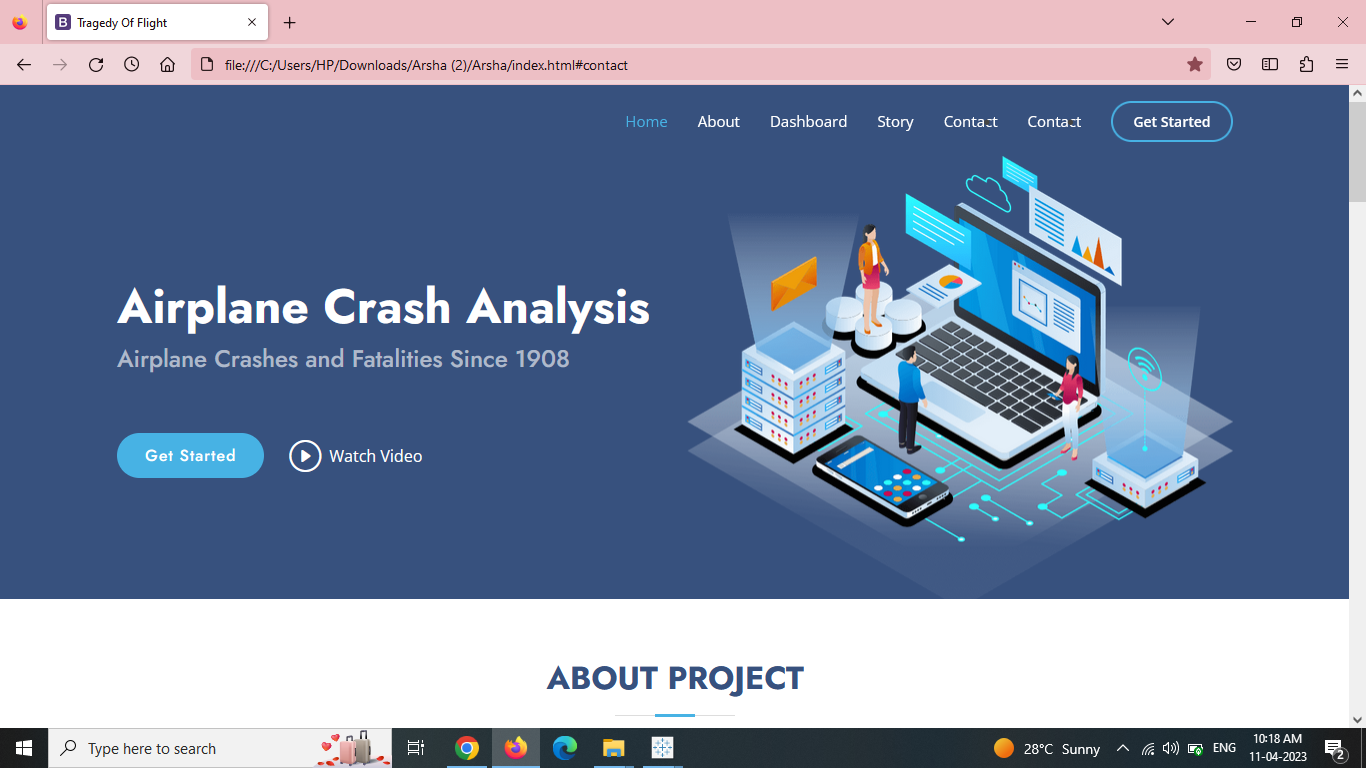 Tragedy Of Flight
file:///C:/Users/HP/Downloads/Arsha (2)/Arsha/index.html#contact
Home About Dashboard Story Contact Contact Get Started
Airplane Crash Analysis
Airplane Crashes and Fatalities Since 1908
Get Started Watch Video
ABOUT PROJECT
Type here to search
28°C Sunny
ENG
10:18 AM
11-04-2023
2